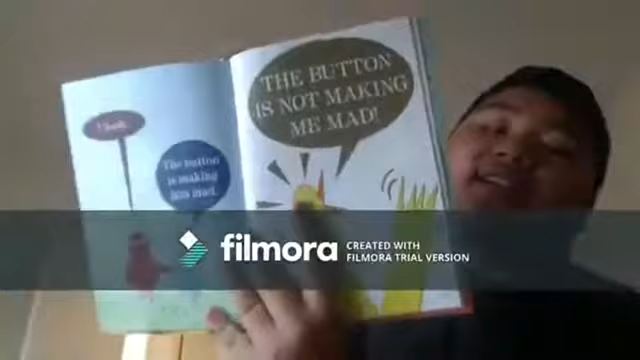 I look.
The button
is making
him mad.
THE BUTTON
IS NOT MAKING
ME MAD!
filmora
CREATED WITH
FILMORA TRIAL VERSION